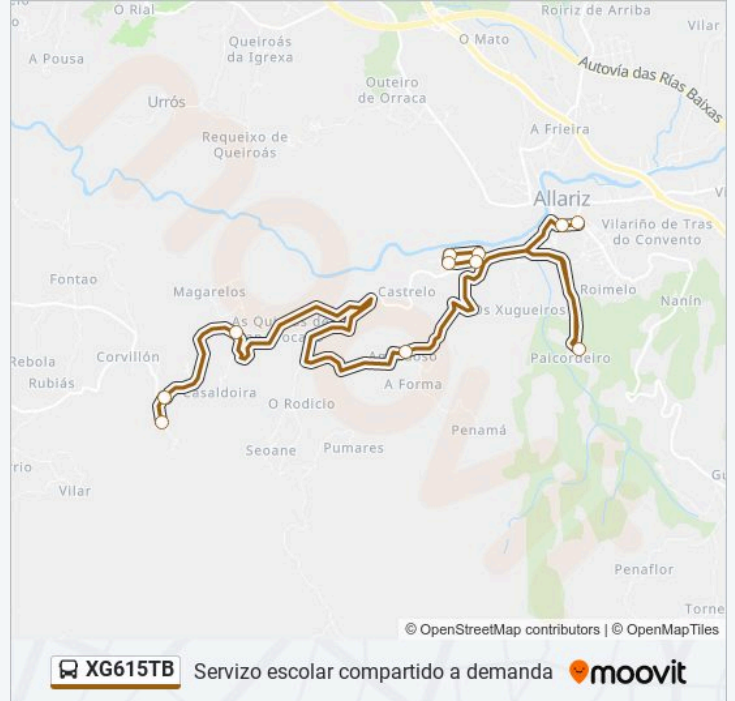 O Rial
Roiriz de Arriba
Vilar
A Pousa
Queiroás
da Igrexa
O Mato
Autovía das Rías Baixas
Outeiro
de Orraca
Urrós
Requeixo de
Queiroás
A Frieira
Allariz
Vilariño de Tras
do Convento
Fontao
Magarelos
Castrelo
Roimelo
Nanín
Os Xugueiros
As Qu
Rebola
Corvillón
Paicordeiro
Rubiás
Casaldoira
A Forma
O Rodicio
Penamá
Seoane
Pumares
rio
Vilar
Penaflor
Torne
© OpenStreetMap contributors | © OpenMapTiles
XG615TB
Servizo escolar compartido a demanda
moovit